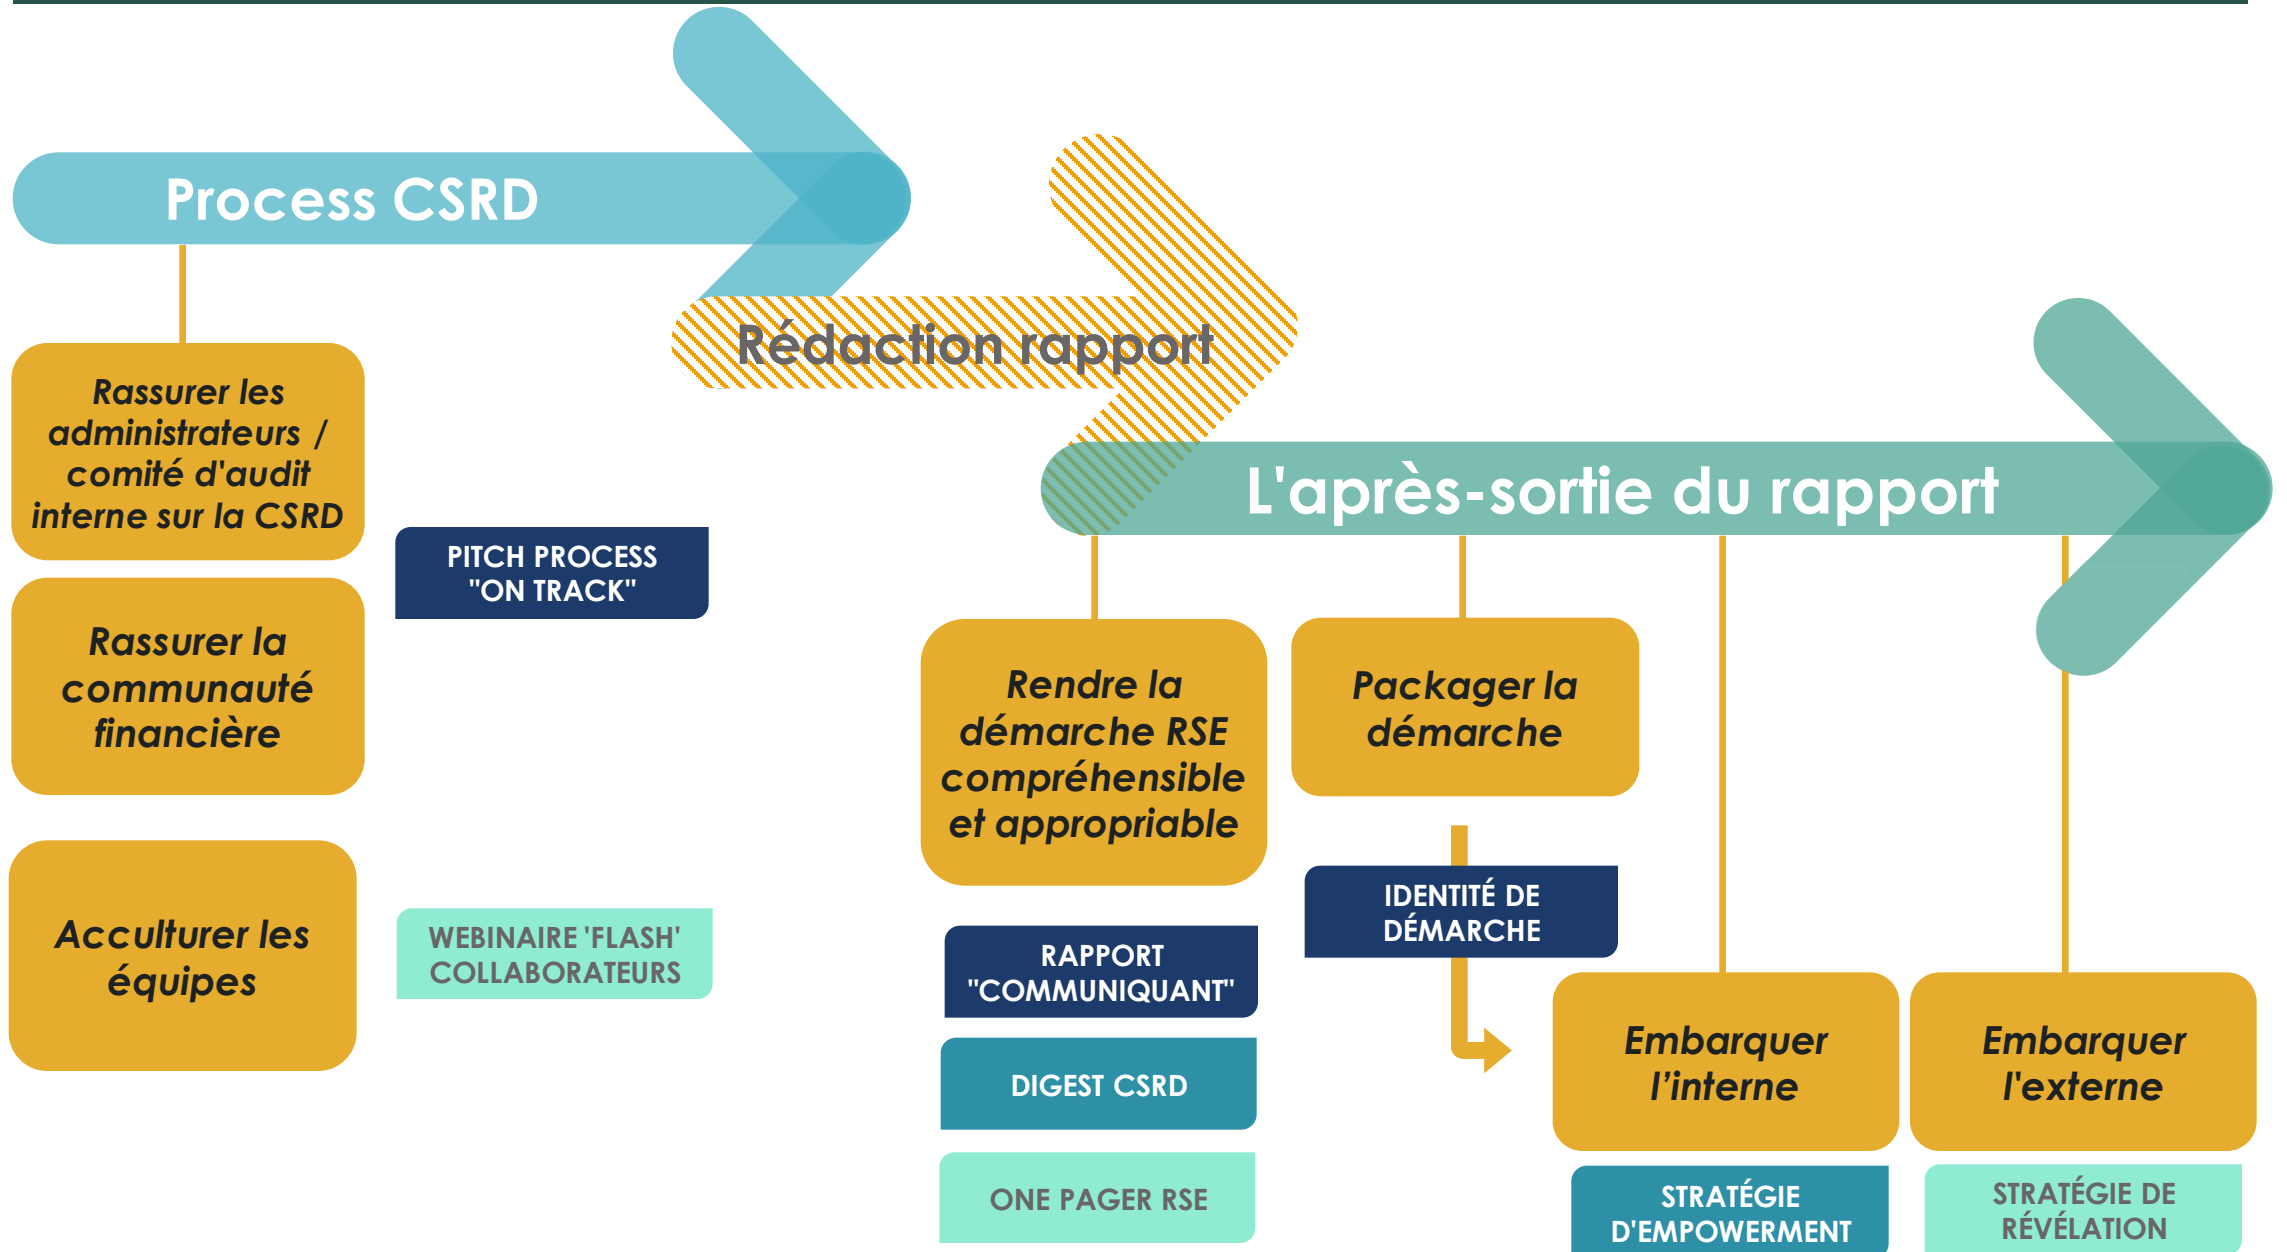 Process CSRD
Rédaction rapport
L'après-sortie du rapport
Rassurer les
administrateurs /
comité d'audit
interne sur la CSRD
PITCH PROCESS
"ON TRACK"
Rassurer la
communauté
financière
Acculturer les
équipes
WEBINAIRE 'FLASH'
COLLABORATEURS
Rendre la
démarche RSE
compréhensible
et appropriable
RAPPORT
"COMMUNIQUANT"
DIGEST CSRD
ONE PAGER RSE
Packager la
démarche
IDENTITÉ DE
DÉMARCHE
Embarquer
l’interne
STRATÉGIE
D'EMPOWERMENT
Embarquer
l'externe
STRATÉGIE DE
RÉVÉLATION